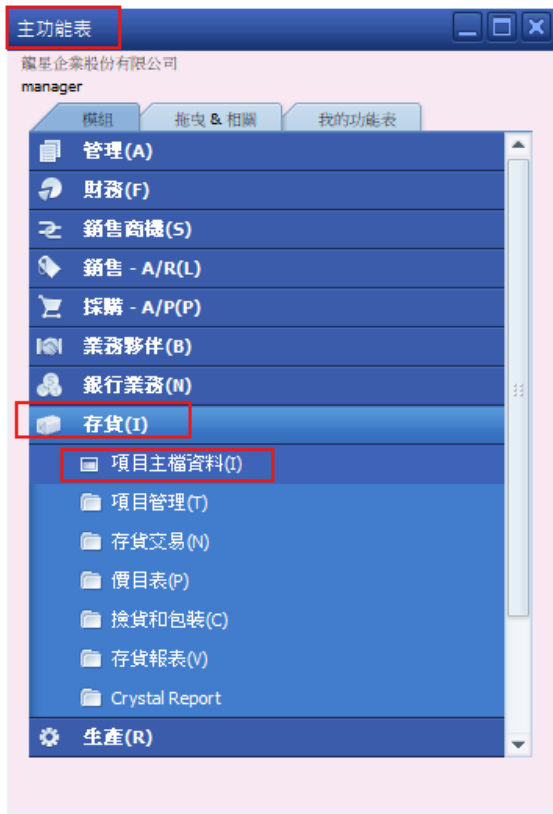 主功能表
龍星企業股份有限公司
manager
模組 拖曳 & 相關 我的功能表
管理(A)
財務(F)
銷售商機(S)
銷售 - A/R(L)
採購 - A/P(P)
業務夥伴(B)
銀行業務(N)
存貨(I)
項目主檔資料(I)
項目管理(T)
存貨交易(N)
價目表(P)
撿貨和包裝(C)
存貨報表(V)
Crystal Report
生產(R)